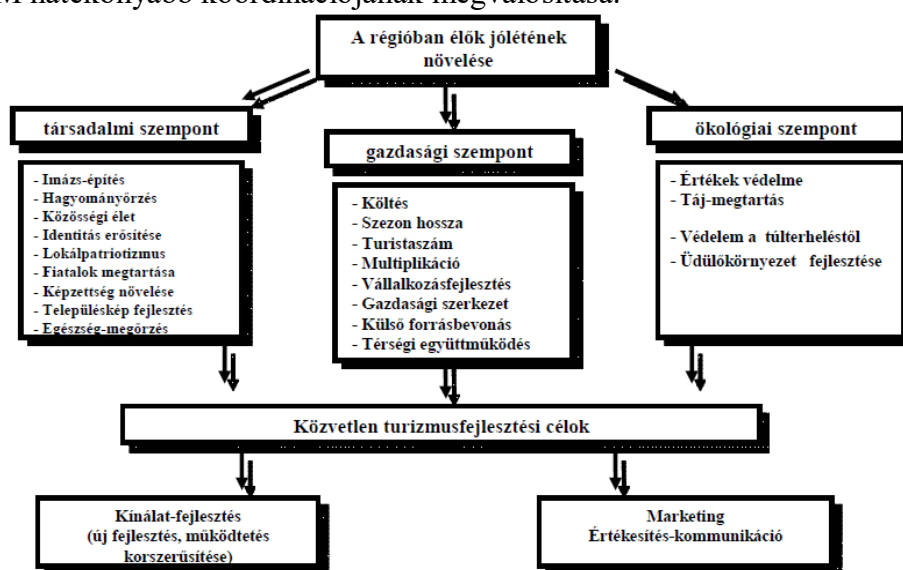 hatékonyabb koordinációjának megvalósítása.
A régióban élők jólétének
növelése
társadalmi szempont
gazdasági szempont
ökológiai szempont
- Imázs-építés
- Hagyományőrzés
- Közösségi élet
- Identitás erősítése
- Lokálpatriotizmus
- Fiatalok megtartása
- Képzettség növelése
- Településkép fejlesztés
- Egészség-megőrzés
- Költés
- Szezon hossza
- Turistaszám
- Multiplikáció
- Vállalkozásfejlesztés
- Gazdasági szerkezet
- Külső forrásbevonás
- Térségi együttműködés
- Értékek védelme
- Táj-megtartás
- Védelem a túlterheléstől
- Üdülőkörnyezet fejlesztése
Közvetlen turizmusfejlesztési célok
Kínálat-fejlesztés
(új fejlesztés, működtetés
korszerűsítése)
Marketing
Értékesítés-kommunikáció